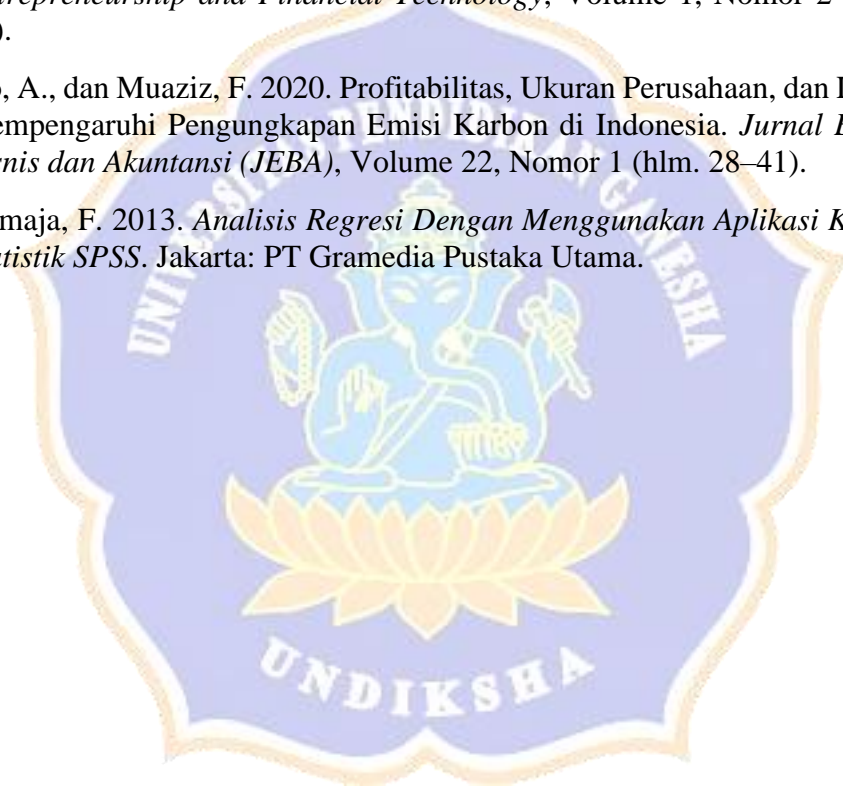 trepreneurship and Financial Technology, Volume 1, Nomor 2
).
, A., dan Muaziz, F. 2020. Profitabilitas, Ukuran Perusahaan, dan
empengaruhi Pengungkapan Emisi Karbon di Indonesia. Jurnal
nis dan Akuntansi (JEBA), Volume 22, Nomor 1 (hlm. 28–41).
maja, F. 2013. Analisis Regresi Dengan Menggunakan Aplikasi
tistik SPSS. Jakarta: PT Gramedia Pustaka Utama.
UNIVERSITAS PENDIDIKAN GANESHA
UNDIKSHA